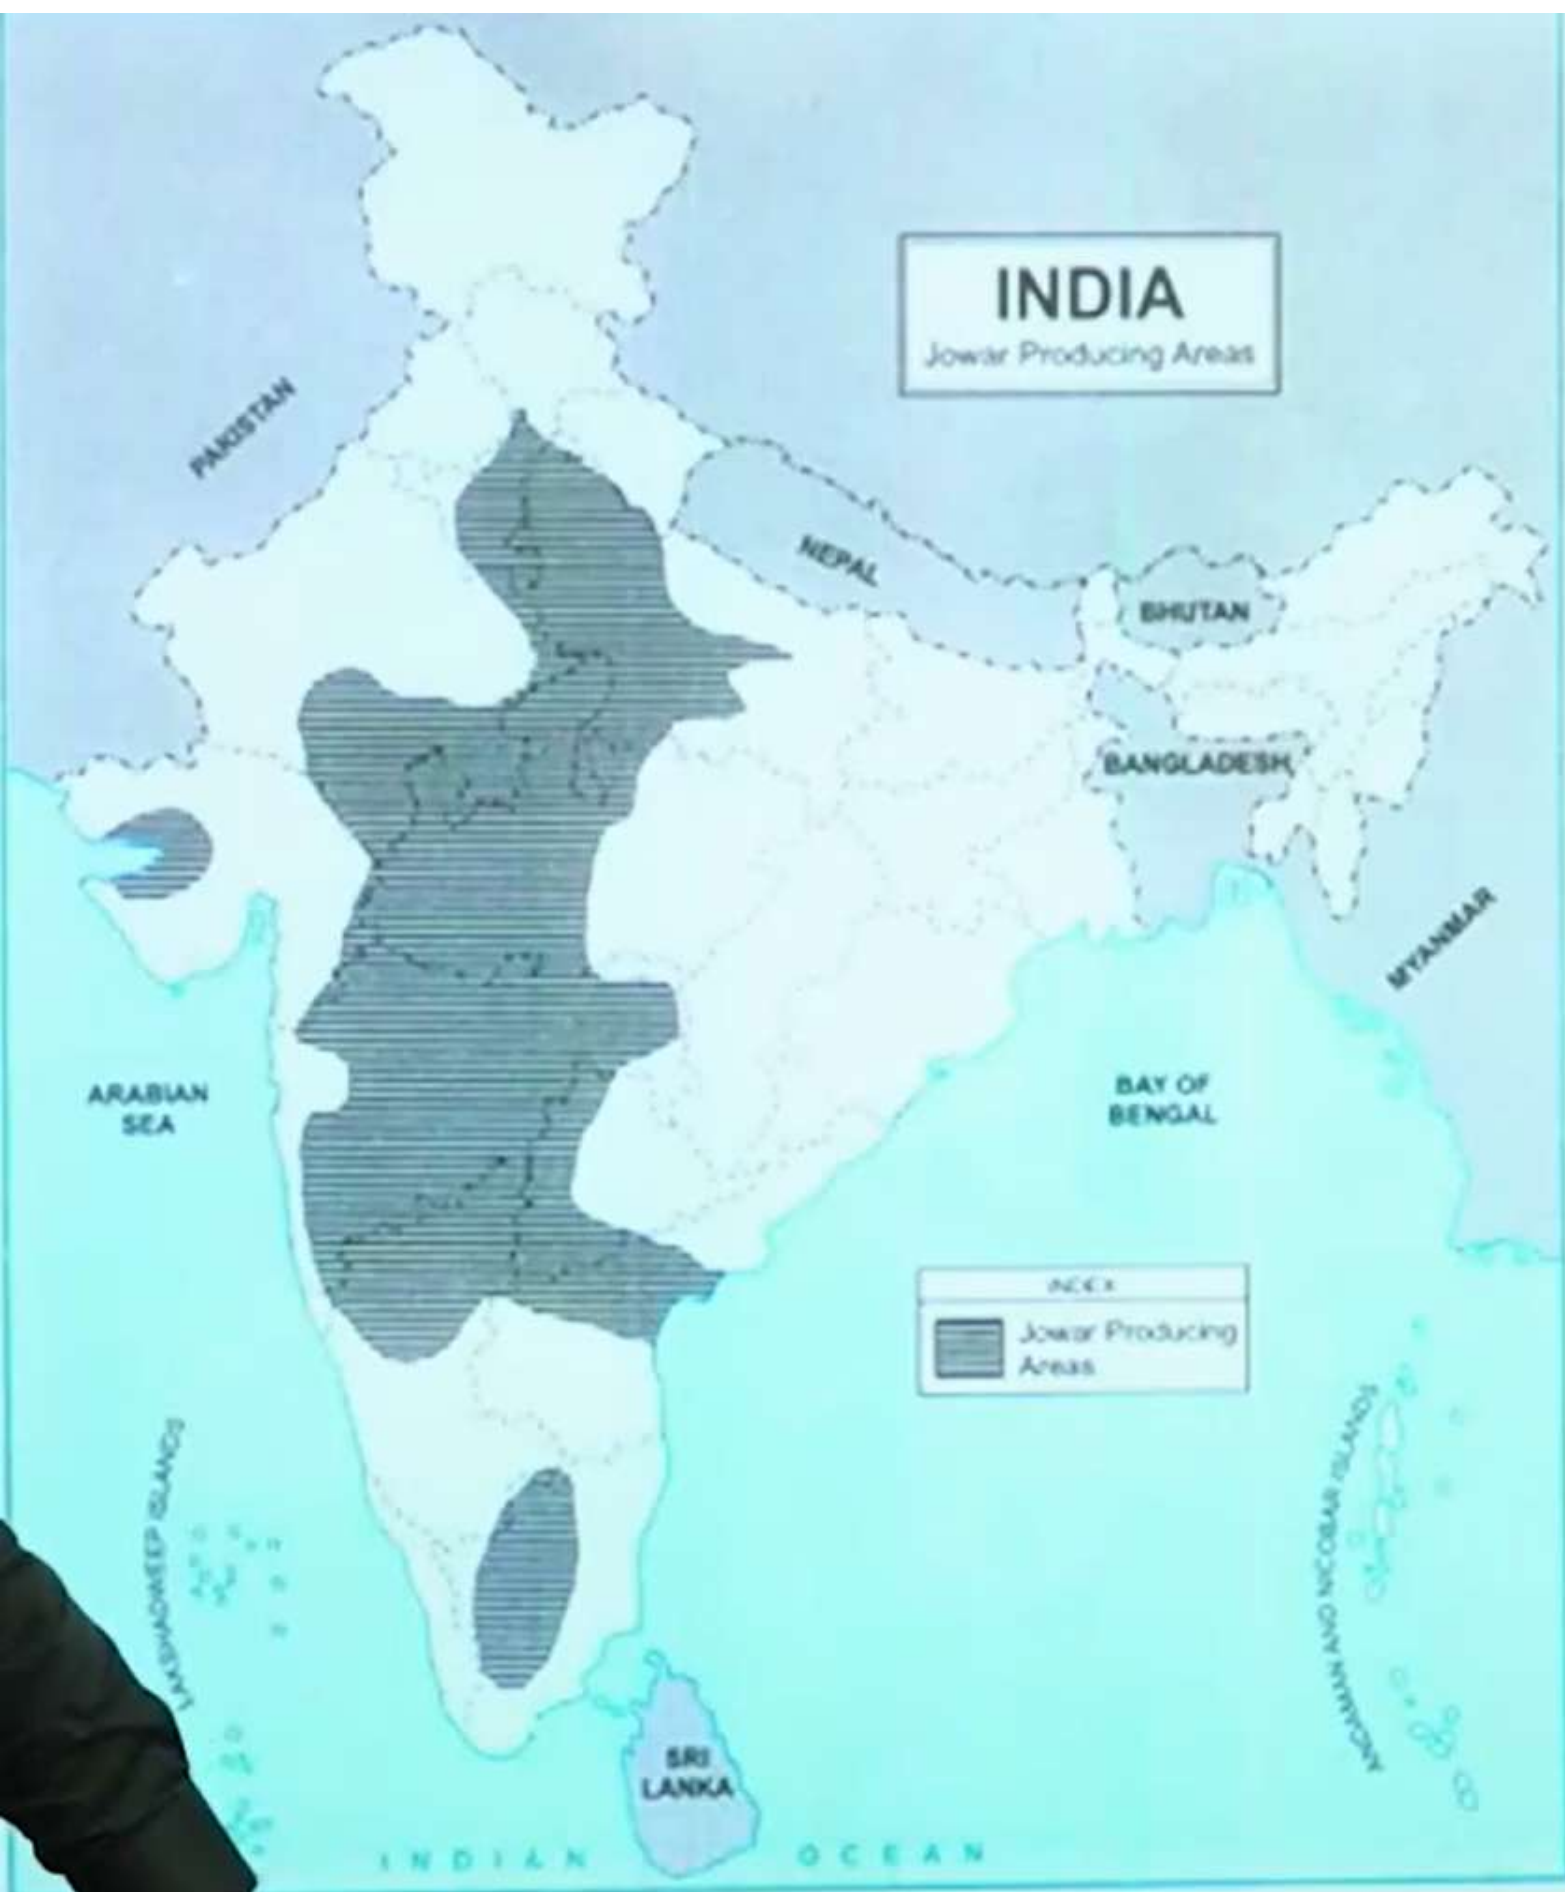 INDIA
Jowar Producing Areas
PAKISTAN
NEPAL
BHUTAN
BANGLADESH
MYANMAR
ARABIAN
SEA
BAY OF
BENGAL
INDEX
Jowar Producing
Areas
LAKSHADWEEP ISLANDS
ANDAMAN AND NICOBAR ISLANDS
SRI
LANKA
INDIAN OCEAN